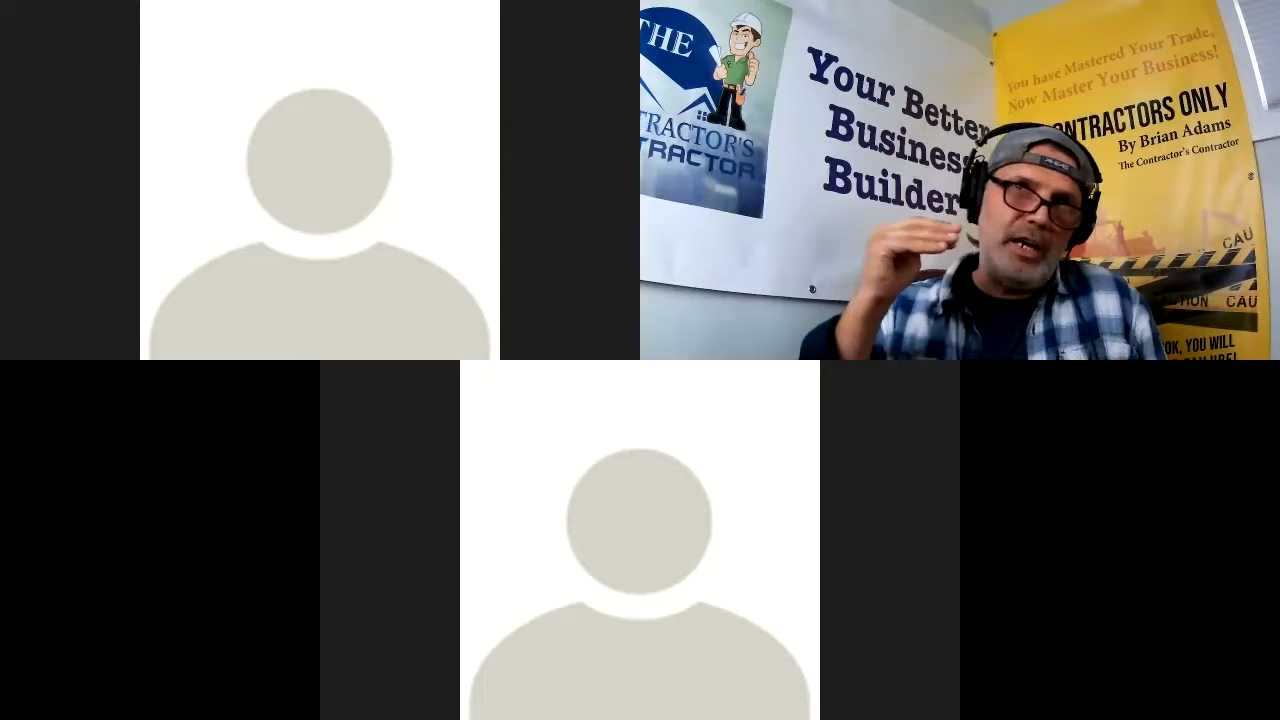 THE
TRACTOR'S
TRACTOR
Your Better
Business
Builder
You have Mastered Your Trade,
Now Master Your Business!
ONTRACTORS ONLY
By Brian Adams
The Contractor's Contractor
CAU
CAUTION CAU
OK, YOU WILL